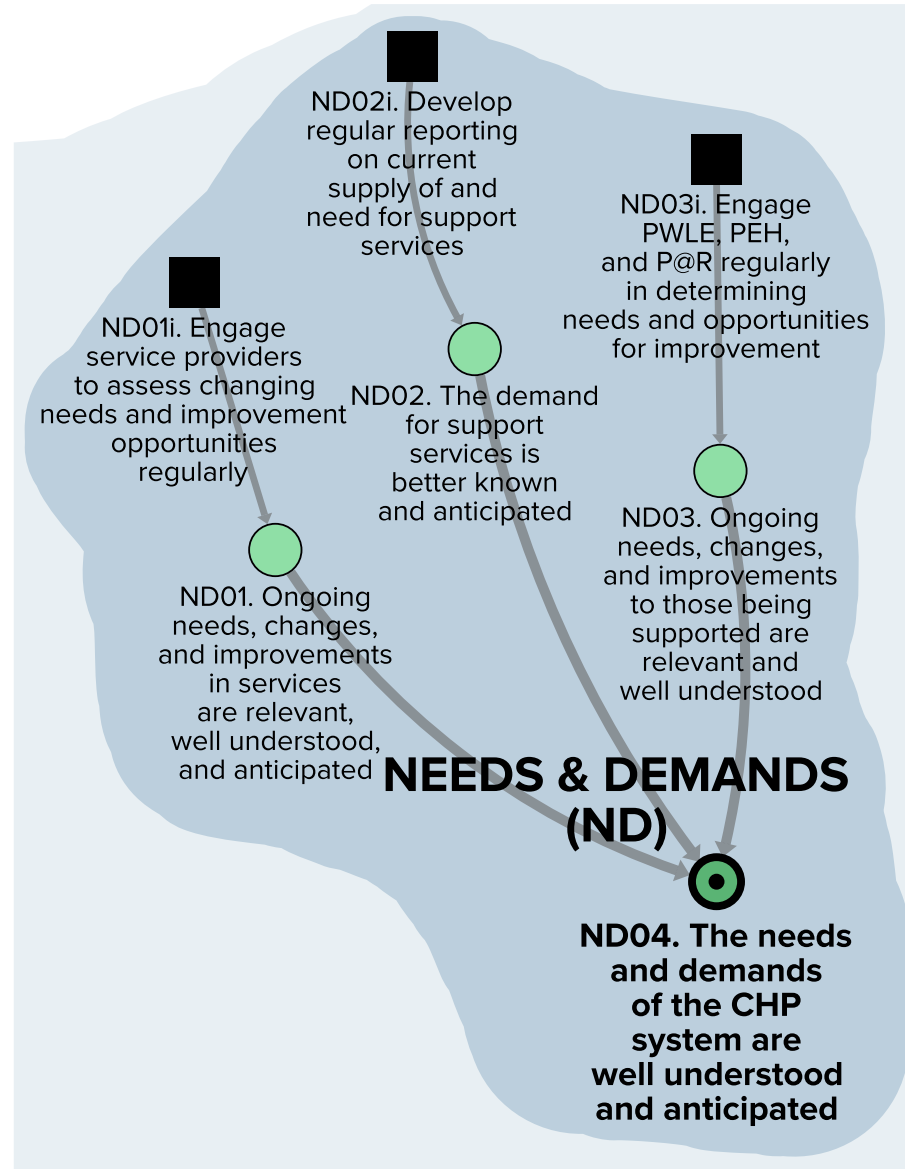 ND02i. Develop
regular reporting
on current
supply of and
need for support
services
ND03i. Engage
PWLE, PEH,
and P@R regularly
in determining
needs and opportunities
for improvement
ND01i. Engage
service providers
to assess changing
needs and improvement
opportunities
regularly
ND02. The demand
for support
services is
better known
and anticipated
ND03. Ongoing
needs, changes,
and improvements
to those being
supported are
relevant and
well understood
ND01. Ongoing
needs, changes,
and improvements
in services
are relevant,
well understood,
and anticipated
NEEDS & DEMANDS
(ND)
ND04. The needs
and demands
of the CHP
system are
well understood
and anticipated